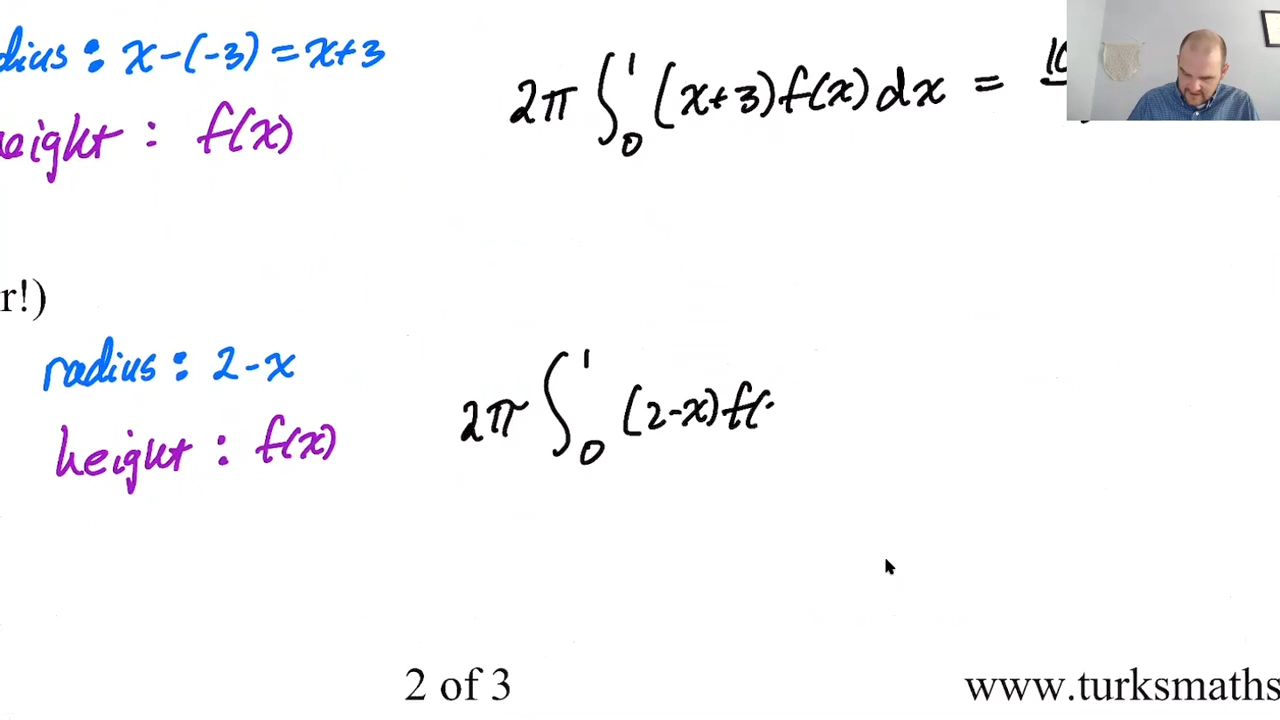 dius: x-(-3) = x+3
2π ∫₀¹ (x+3) f(x) dx = 10
eight : f(x)
r!)
radius: 2-x
2π ∫₀¹ (2-x) f(
height : f(x)
2 of 3
www.turksmaths